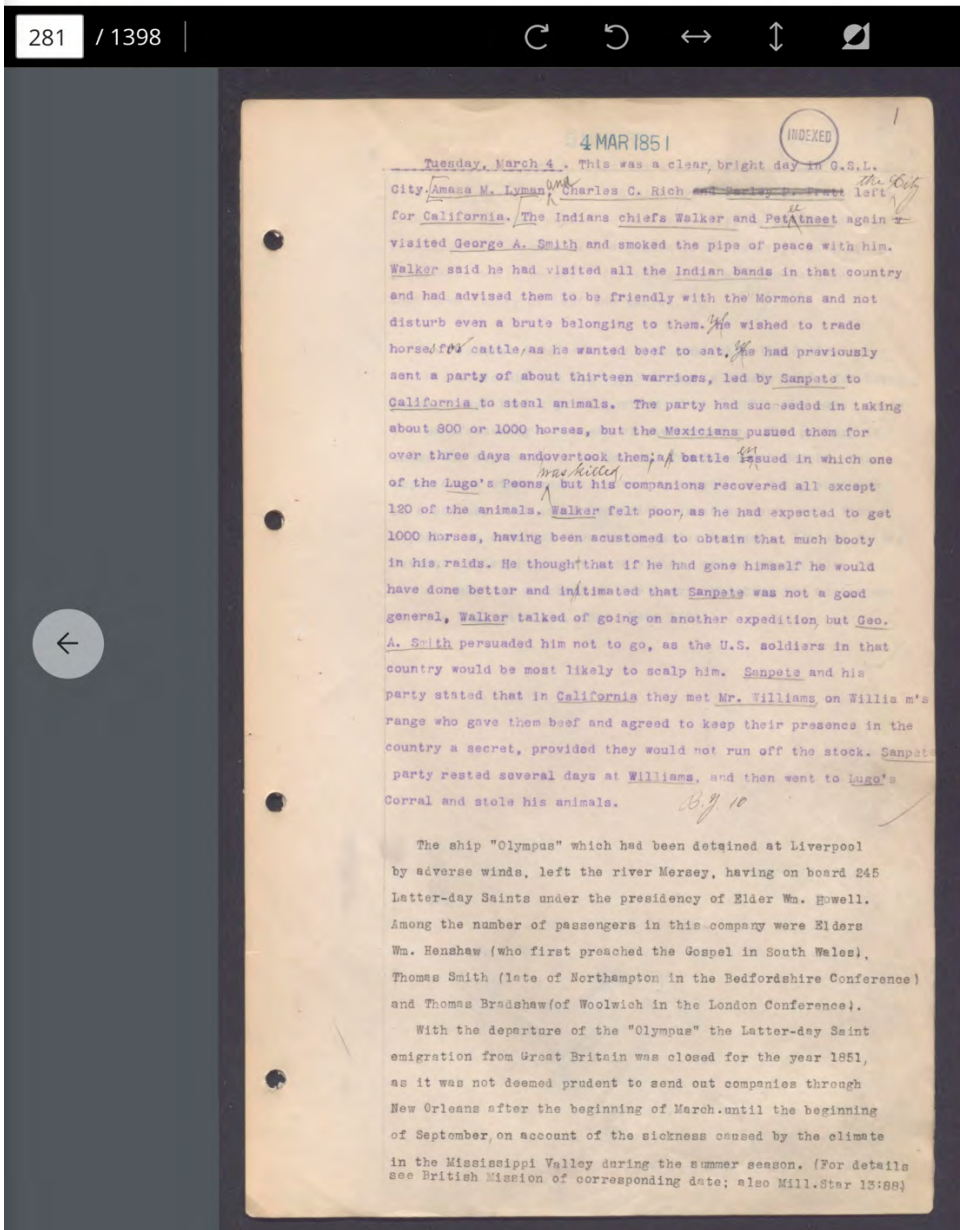 281 / 1398
1
INDEXED
4 MAR 1851
Tuesday, March 4 . This was a clear, bright day in G.S.L.
City. Amasa M. Lyman and Charles C. Rich and Parley P. Pratt left the City
for California. The Indians chiefs Walker and Peteetneet again
visited George A. Smith and smoked the pipe of peace with him.
Walker said he had visited all the Indian bands in that country
and had advised them to be friendly with the Mormons and not
disturb even a brute belonging to them. He wished to trade
horses for cattle, as he wanted beef to eat. He had previously
sent a party of about thirteen warriors, led by Sanpete to
California to steal animals. The party had succeeded in taking
about 800 or 1000 horses, but the Mexicians pusued them for
over three days andovertook them; a battle ensued in which one
of the Lugo's Peons was killed, but his companions recovered all except
120 of the animals. Walker felt poor, as he had expected to get
1000 horses, having been acustomed to obtain that much booty
in his raids. He thought that if he had gone himself he would
have done better and intimated that Sanpete was not a good
general, Walker talked of going on another expedition, but Geo.
A. Smith persuaded him not to go, as the U.S. soldiers in that
country would be most likely to scalp him. Sanpete and his
party stated that in California they met Mr. Williams, on William's
range who gave them beef and agreed to keep their presence in the
country a secret, provided they would not run off the stock. Sanpete
party rested several days at Williams, and then went to Lugo's
Corral and stole his animals. B.Y. 10
The ship "Olympus" which had been detained at Liverpool
by adverse winds, left the river Mersey, having on board 245
Latter-day Saints under the presidency of Elder Wm. Howell.
Among the number of passengers in this company were Elders
Wm. Henshaw (who first preached the Gospel in South Wales),
Thomas Smith (late of Northampton in the Bedfordshire Conference)
and Thomas Bradshaw(of Woolwich in the London Conference).
With the departure of the "Olympus" the Latter-day Saint
emigration from Great Britain was closed for the year 1851,
as it was not deemed prudent to send out companies through
New Orleans after the beginning of March.until the beginning
of September, on account of the sickness caused by the climate
in the Mississippi Valley during the summer season. (For details
see British Mission of corresponding date; also Mill.Star 13:88)